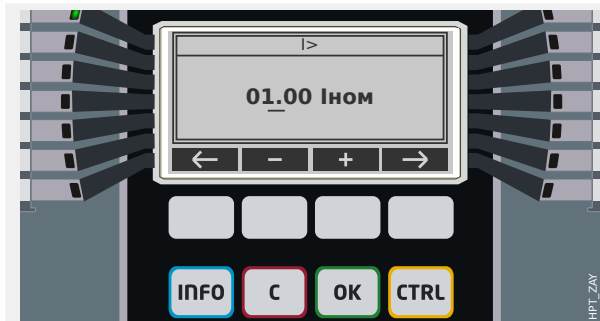 I>
01.00 Iном
← − + →
INFO C OK CTRL
HPT_ZAY